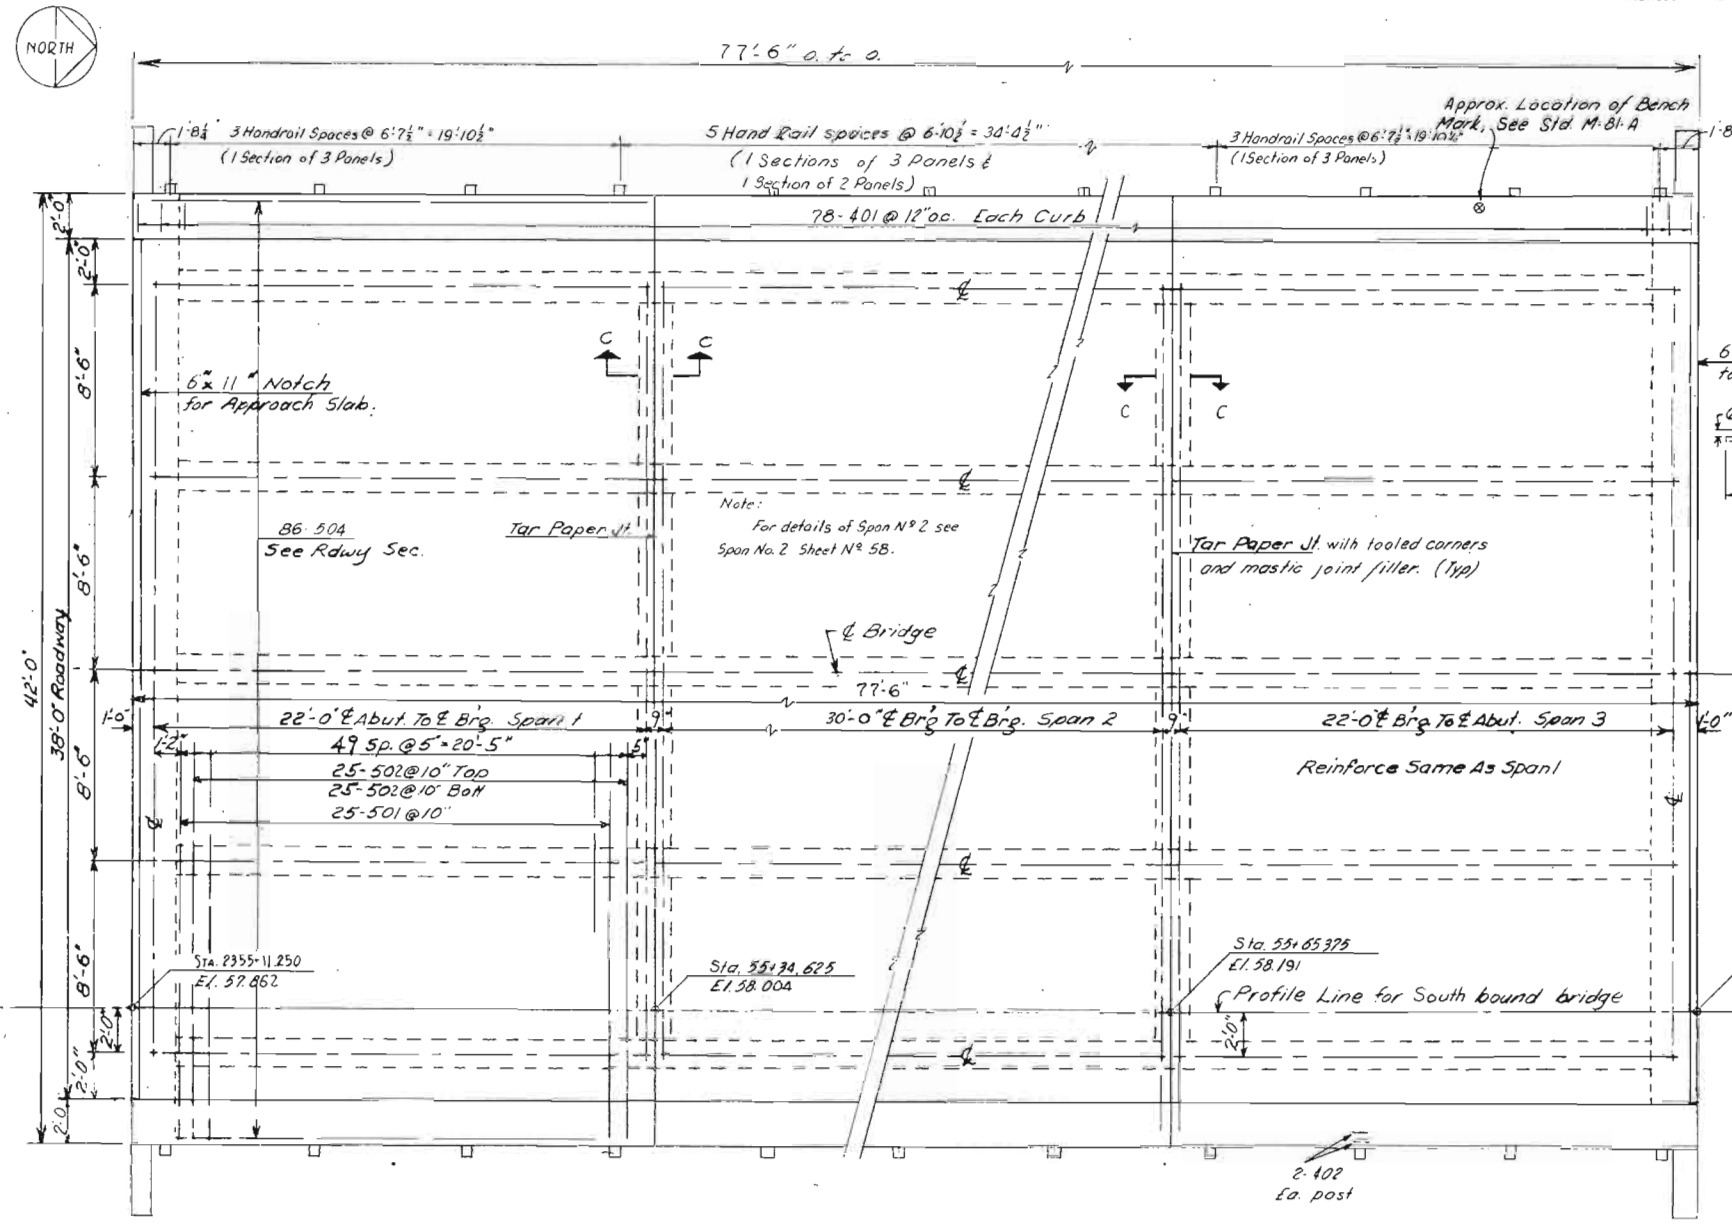 NORTH
77'-6" o. to o.
Approx. Location of Bench
Mark, See Std. M-81-A
1'-8¼" 3 Handrail Spaces @ 6'-7½" = 19'-10½"
(1 Section of 3 Panels)
5 Hand Rail spaces @ 6'-10½ = 34'-4½"
(1 Sections of 3 Panels &
1 Section of 2 Panels)
3 Handrail Spaces @ 6'-7½" = 19'-10½"
(1 Section of 3 Panels)
1'-8
2'-0"
78-401 @ 12" o.c. Each Curb
2'-0"
℄
C C
C C
8'-6"
6" x 11" Notch
for Approach Slab.
6
℄
Note:
For details of Span Nº 2 see
Span No. 2 Sheet Nº 58.
86-504
See Rdwy Sec.
Tar Paper Jt.
Tar Paper Jt. with tooled corners
and mastic joint filler. (Typ)
8'-6"
℄ Bridge
℄
42'-0"
38'-0" Roadway
77'-6"
1'-0"
22'-0" ℄ Abut. To ℄ Brg. Span 1
9"
30'-0" ℄ Brg To ℄ Brg. Span 2
9"
22'-0" ℄ Brg To ℄ Abut. Span 3
1'-0"
1'-2"
49 Sp. @ 5" = 20'-5"
5"
25-502 @ 10" Top
25-502 @ 10" Bott
25-501 @ 10"
Reinforce Same As Span 1
8'-6"
℄
℄
℄
8'-6"
STA. 2355+11.250
El. 57.862
Sta. 55+34.625
El. 58.004
Sta. 55+65.375
El. 58.191
Profile Line for South bound bridge
2'-0"
2'-0"
2'-0"
℄
2'-0"
2-402
Ea. post